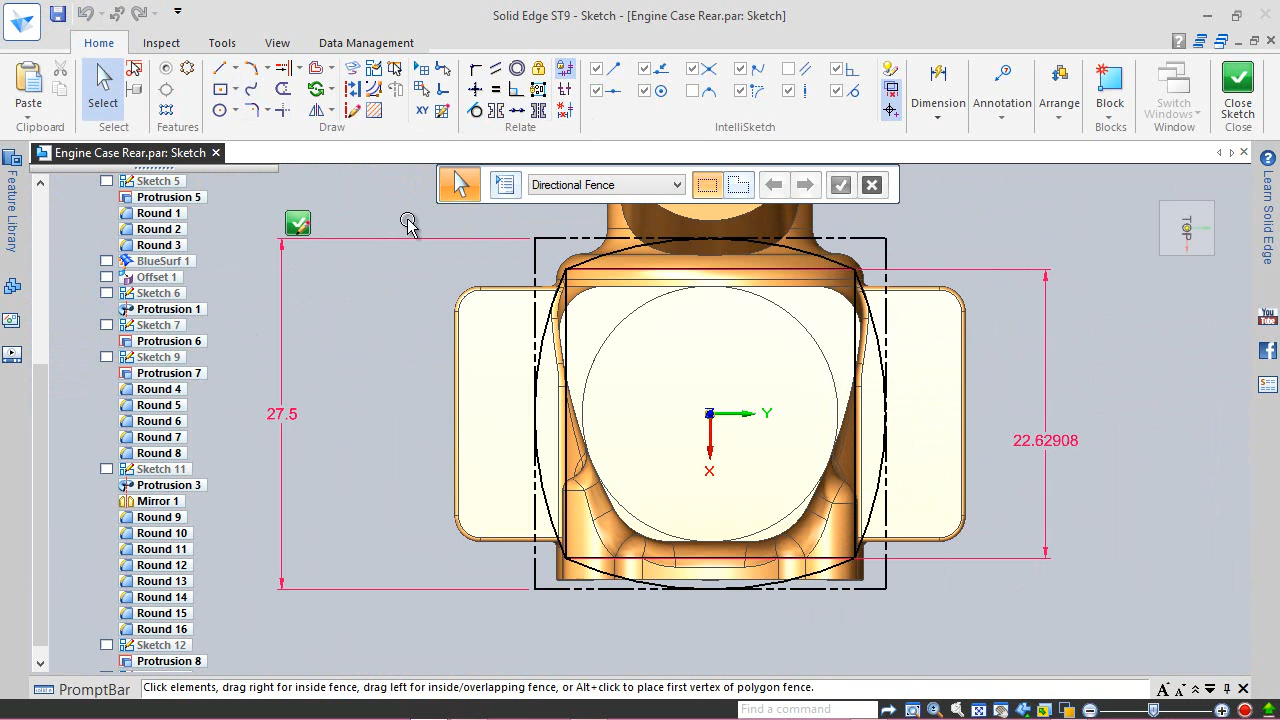 Solid Edge ST9 - Sketch - [Engine Case Rear.par: Sketch]
Home
Inspect
Tools
View
Data Management
Paste
Select
Dimension
Annotation
Arrange
Block
Switch
Windows
Close
Sketch
Clipboard
Select
Features
Draw
Relate
IntelliSketch
Blocks
Window
Close
Engine Case Rear.par: Sketch
Directional Fence
Feature Library
Learn Solid Edge
You
Tube
Sketch 5
Protrusion 5
Round 1
Round 2
Round 3
BlueSurf 1
Offset 1
Sketch 6
Protrusion 1
Sketch 7
Protrusion 6
Sketch 9
Protrusion 7
Round 4
Round 5
Round 6
Round 7
Round 8
Sketch 11
Protrusion 3
Mirror 1
Round 9
Round 10
Round 11
Round 12
Round 13
Round 14
Round 15
Round 16
Sketch 12
Protrusion 8
TOP
27.5
22.62908
Z
Y
X
PromptBar
Click elements, drag right for inside fence, drag left for inside/overlapping fence, or Alt+click to place first vertex of polygon fence.
Find a command